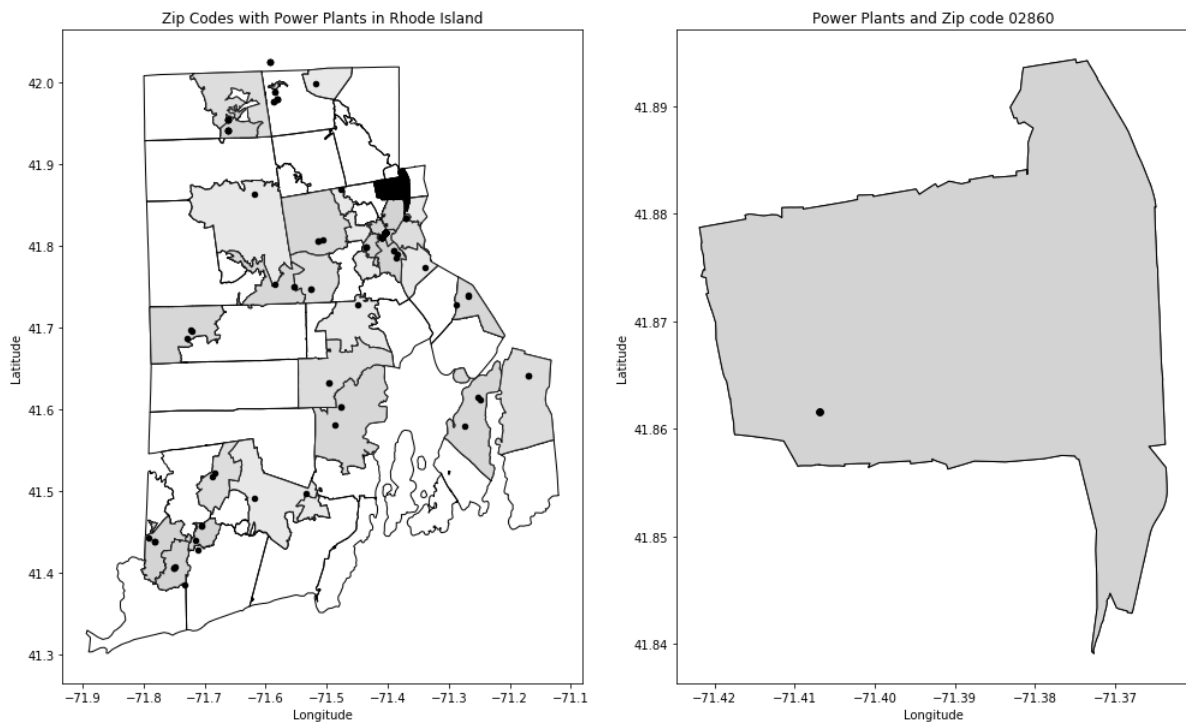 Zip Codes with Power Plants in Rhode Island
42.0
41.9
41.8
41.7
41.6
41.5
41.4
41.3
Latitude
−71.9 −71.8 −71.7 −71.6 −71.5 −71.4 −71.3 −71.2 −71.1
Longitude
Power Plants and Zip code 02860
41.89
41.88
41.87
41.86
41.85
41.84
Latitude
−71.42 −71.41 −71.40 −71.39 −71.38 −71.37
Longitude